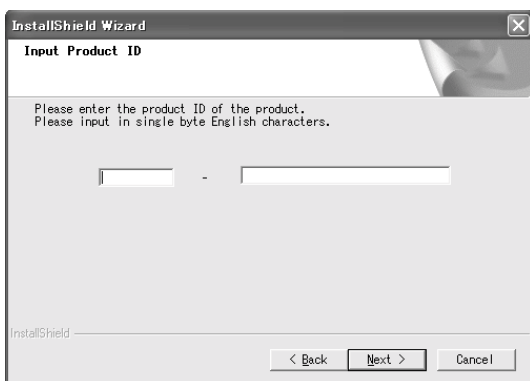 InstallShield Wizard
Input Product ID
Please enter the product ID of the product.
Please input in single byte English characters.
-
InstallShield
< Back Next > Cancel